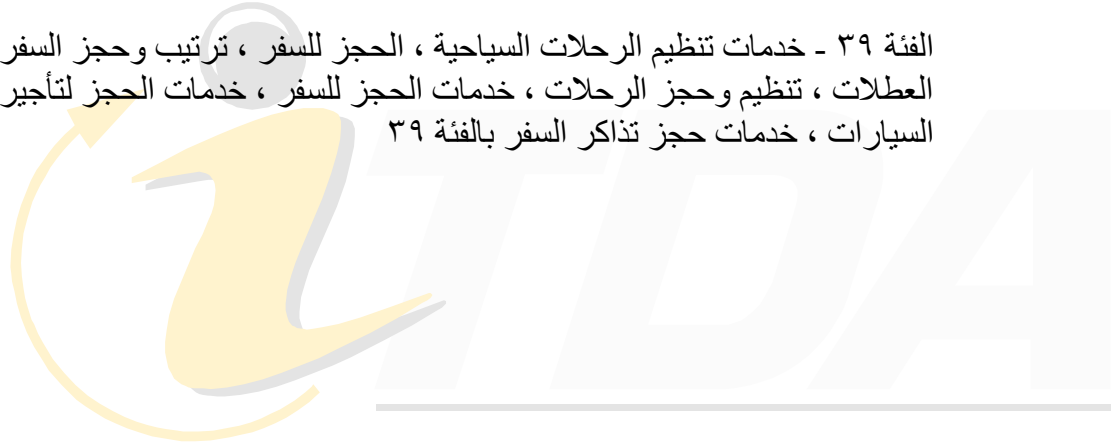 الفئة ٣٩ - خدمات تنظيم الرحلات السياحية ، الحجز للسفر ، ترتيب وحجز السفر
العطلات ، تنظيم وحجز الرحلات ، خدمات الحجز للسفر ، خدمات الحجز لتأجير
السيارات ، خدمات حجز تذاكر السفر بالفئة ٣٩
iTDA